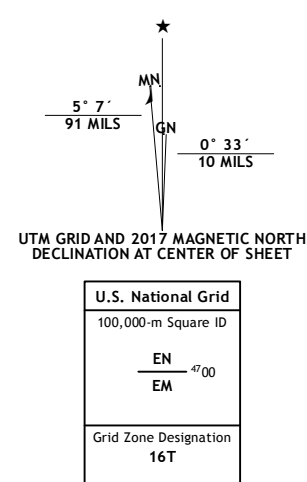 ★
MN
GN
5° 7´
91 MILS
0° 33´
10 MILS
UTM GRID AND 2017 MAGNETIC NORTH
DECLINATION AT CENTER OF SHEET
U.S. National Grid
100,000-m Square ID
EN
⁴⁷00
EM
Grid Zone Designation
16T